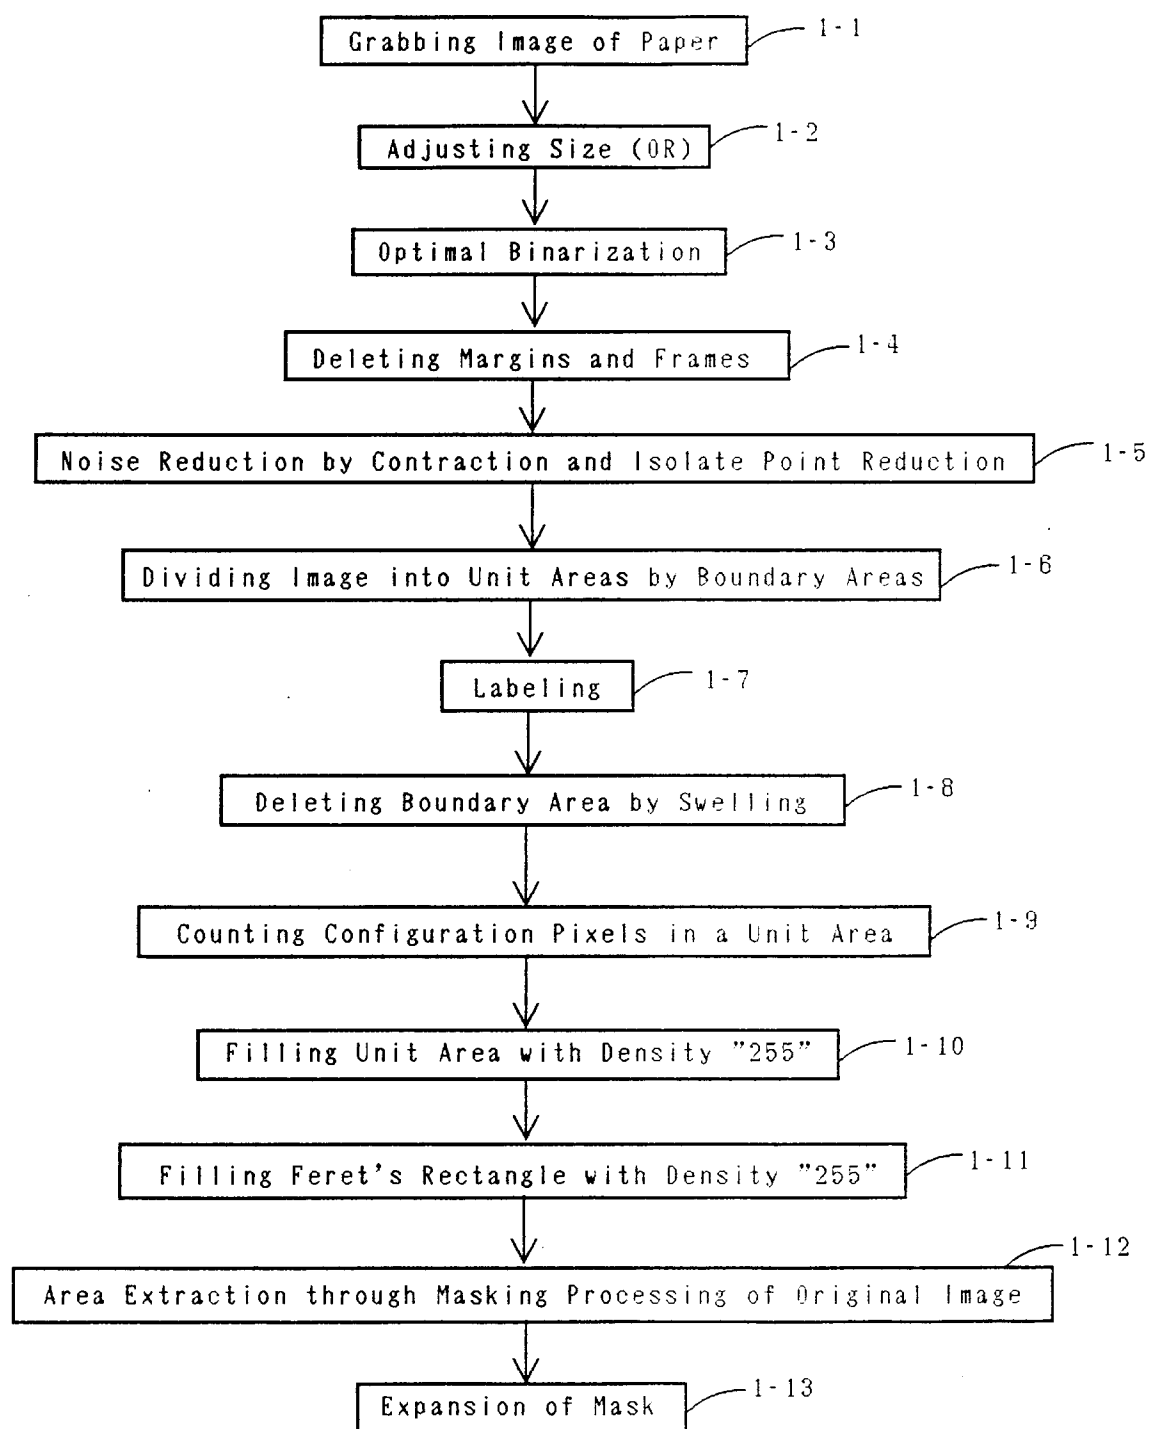 Grabbing Image of Paper
1-1
Adjusting Size (OR)
1-2
Optimal Binarization
1-3
Deleting Margins and Frames
1-4
Noise Reduction by Contraction and Isolate Point Reduction
1-5
Dividing Image into Unit Areas by Boundary Areas
1-6
Labeling
1-7
Deleting Boundary Area by Swelling
1-8
Counting Configuration Pixels in a Unit Area
1-9
Filling Unit Area with Density "255"
1-10
Filling Feret's Rectangle with Density "255"
1-11
Area Extraction through Masking Processing of Original Image
1-12
Expansion of Mask
1-13